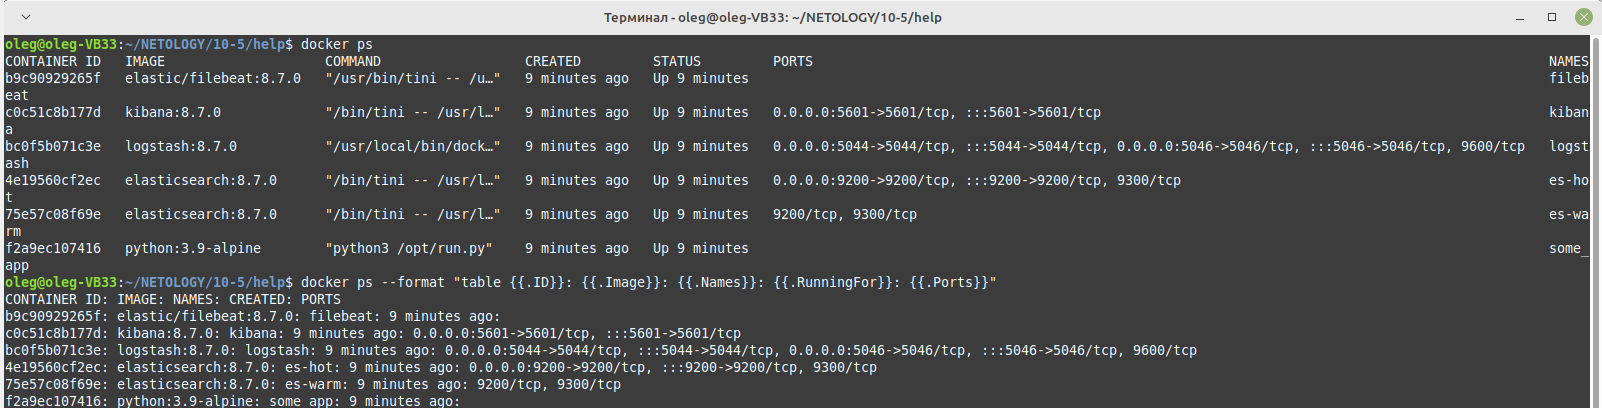 Терминал - oleg@oleg-VB33: ~/NETOLOGY/10-5/help
oleg@oleg-VB33:~/NETOLOGY/10-5/help$ docker ps
CONTAINER ID   IMAGE                    COMMAND                  CREATED         STATUS         PORTS                                                                                            NAMES
b9c90929265f   elastic/filebeat:8.7.0   "/usr/bin/tini -- /u…"   9 minutes ago   Up 9 minutes                                                                                                    fileb
eat
c0c51c8b177d   kibana:8.7.0             "/bin/tini -- /usr/l…"   9 minutes ago   Up 9 minutes   0.0.0.0:5601->5601/tcp, :::5601->5601/tcp                                                        kiban
a
bc0f5b071c3e   logstash:8.7.0           "/usr/local/bin/dock…"   9 minutes ago   Up 9 minutes   0.0.0.0:5044->5044/tcp, :::5044->5044/tcp, 0.0.0.0:5046->5046/tcp, :::5046->5046/tcp, 9600/tcp   logst
ash
4e19560cf2ec   elasticsearch:8.7.0      "/bin/tini -- /usr/l…"   9 minutes ago   Up 9 minutes   0.0.0.0:9200->9200/tcp, :::9200->9200/tcp, 9300/tcp                                              es-ho
t
75e57c08f69e   elasticsearch:8.7.0      "/bin/tini -- /usr/l…"   9 minutes ago   Up 9 minutes   9200/tcp, 9300/tcp                                                                               es-wa
rm
f2a9ec107416   python:3.9-alpine        "python3 /opt/run.py"    9 minutes ago   Up 9 minutes                                                                                                    some_
app
oleg@oleg-VB33:~/NETOLOGY/10-5/help$ docker ps --format "table {{.ID}}: {{.Image}}: {{.Names}}: {{.RunningFor}}: {{.Ports}}"
CONTAINER ID: IMAGE: NAMES: CREATED: PORTS
b9c90929265f: elastic/filebeat:8.7.0: filebeat: 9 minutes ago:
c0c51c8b177d: kibana:8.7.0: kibana: 9 minutes ago: 0.0.0.0:5601->5601/tcp, :::5601->5601/tcp
bc0f5b071c3e: logstash:8.7.0: logstash: 9 minutes ago: 0.0.0.0:5044->5044/tcp, :::5044->5044/tcp, 0.0.0.0:5046->5046/tcp, :::5046->5046/tcp, 9600/tcp
4e19560cf2ec: elasticsearch:8.7.0: es-hot: 9 minutes ago: 0.0.0.0:9200->9200/tcp, :::9200->9200/tcp, 9300/tcp
75e57c08f69e: elasticsearch:8.7.0: es-warm: 9 minutes ago: 9200/tcp, 9300/tcp
f2a9ec107416: python:3.9-alpine: some_app: 9 minutes ago: